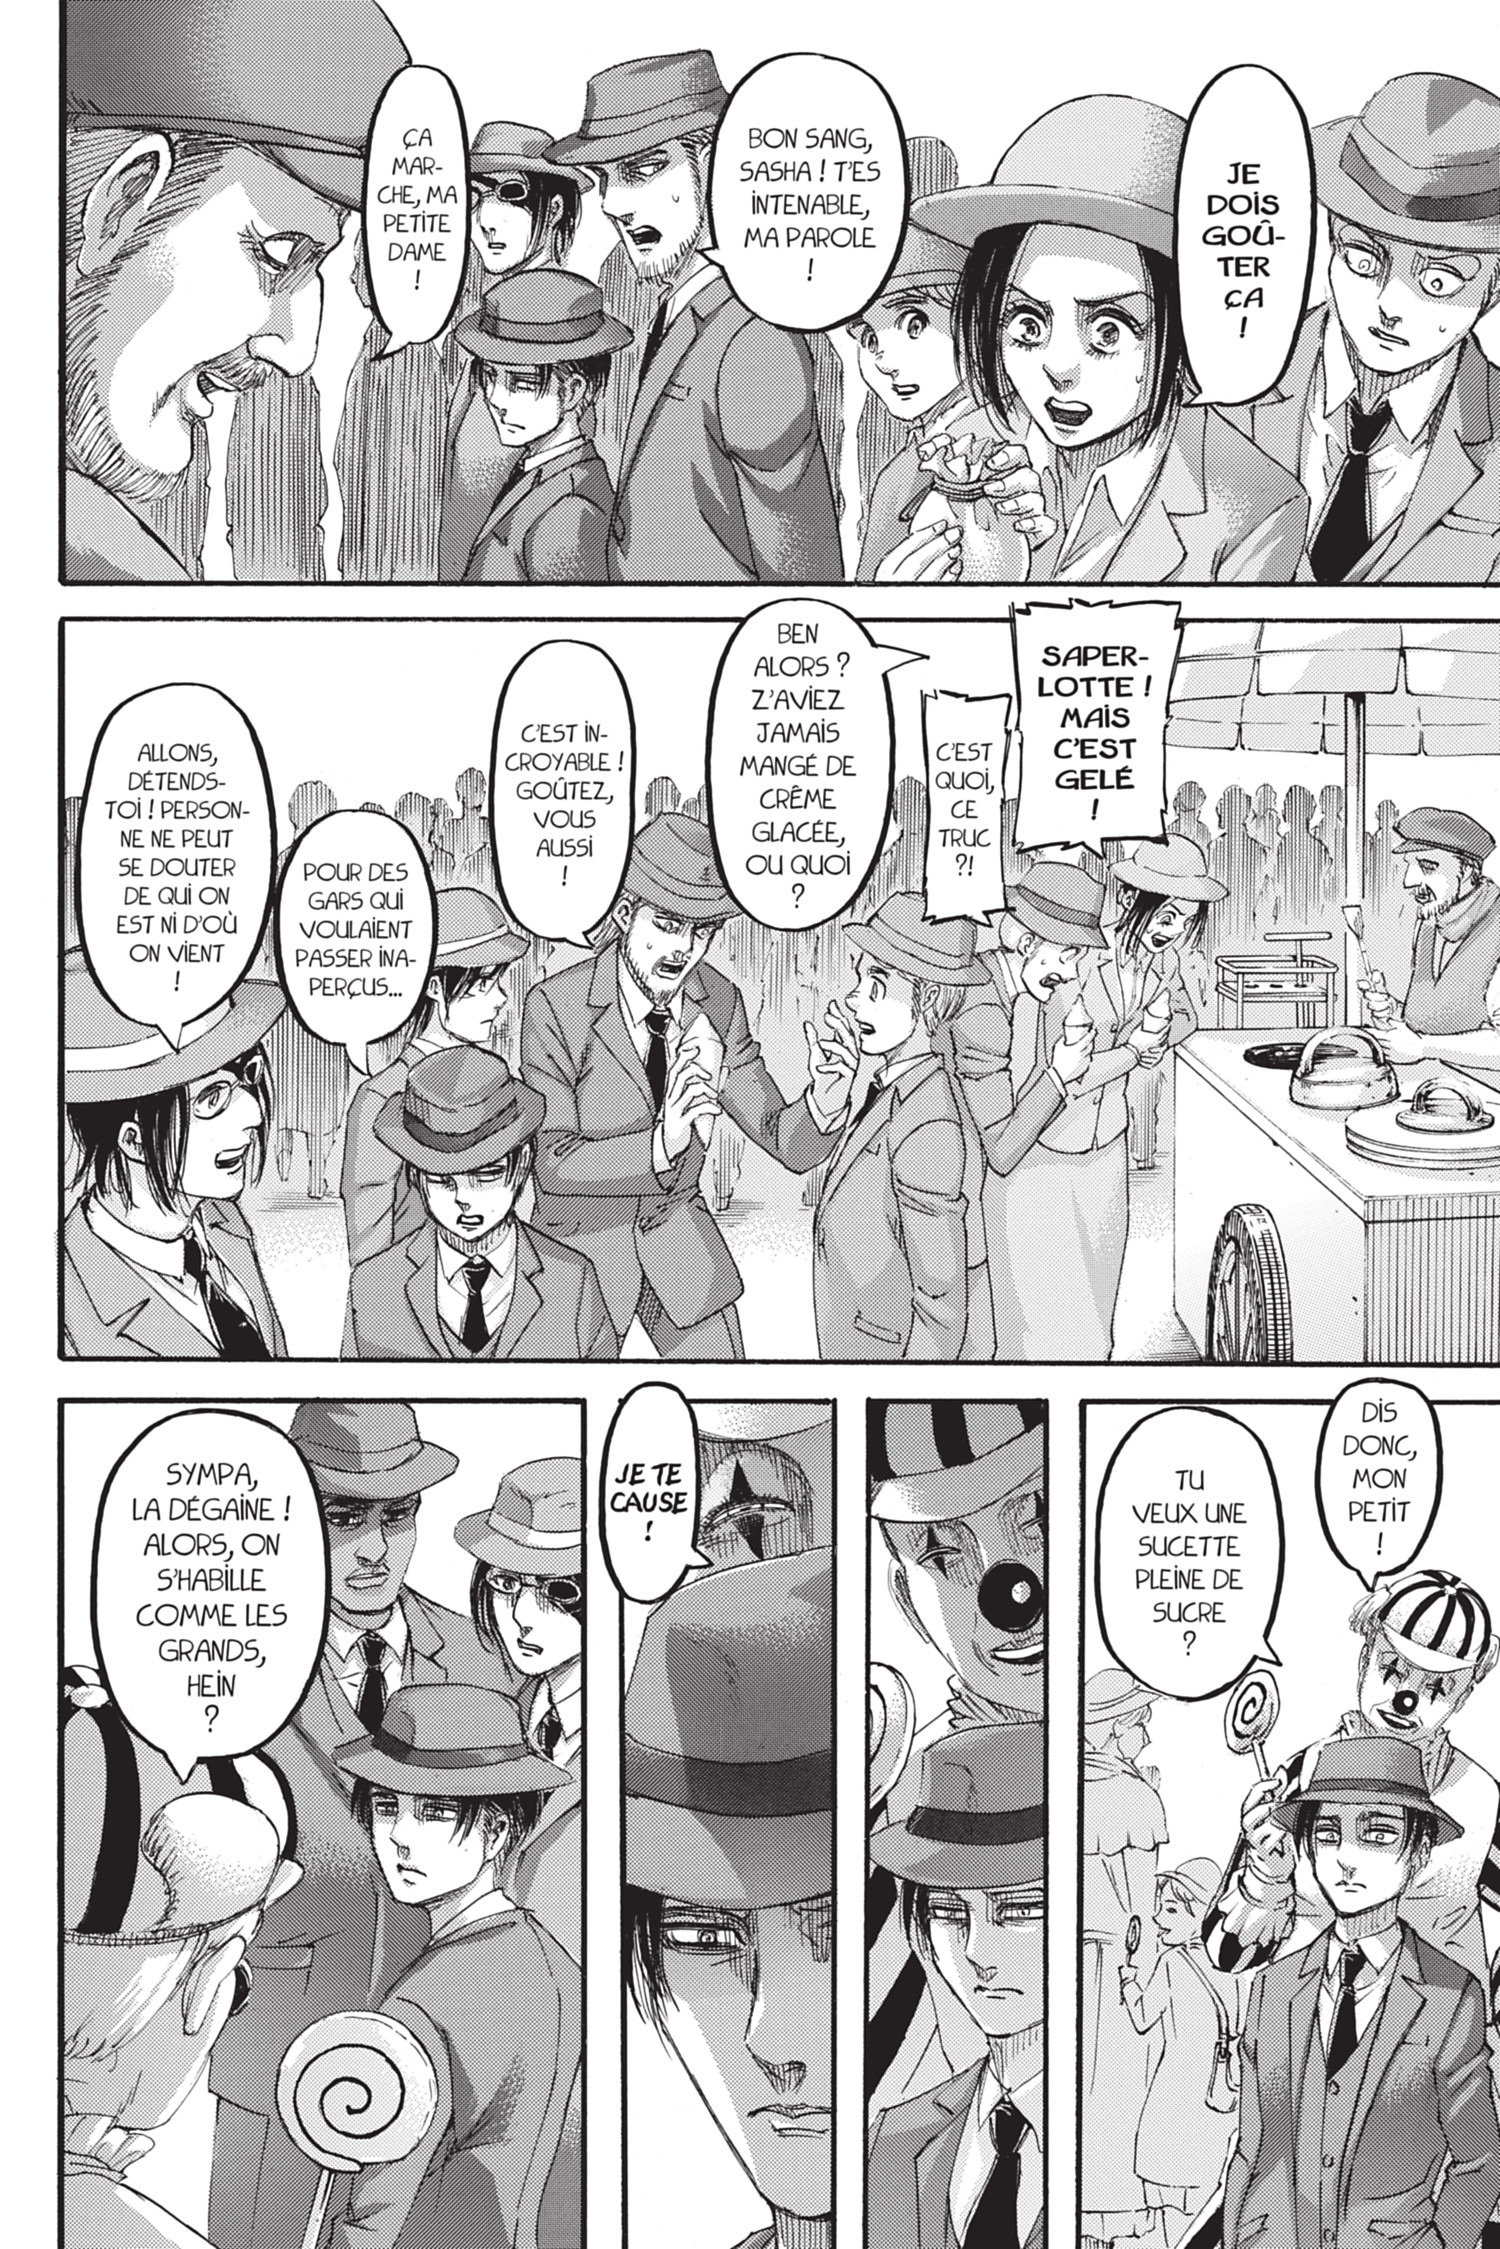 JE
DOIS
GOÛ-
TER
ÇA
!
BON SANG,
SASHA ! T'ES
INTENABLE,
MA PAROLE
!
ÇA
MAR-
CHE, MA
PETITE
DAME
!
SAPER-
LOTTE !
MAIS
C'EST
GELÉ
!
C'EST
QUOI,
CE
TRUC
?!
BEN
ALORS ?
Z'AVIEZ
JAMAIS
MANGÉ DE
CRÊME
GLACÉE,
OU QUOI
?
C'EST IN-
CROYABLE !
GOÛTEZ,
VOUS
AUSSI
!
POUR DES
GARS QUI
VOULAIENT
PASSER INA-
PERÇUS...
ALLONS,
DÉTENDS-
TOI ! PERSON-
NE NE PEUT
SE DOUTER
DE QUI ON
EST NI D'OÙ
ON VIENT
!
DIS
DONC,
MON
PETIT
!
TU
VEUX UNE
SUCETTE
PLEINE DE
SUCRE
?
JE TE
CAUSE
!
SYMPA,
LA DÉGAINE !
ALORS, ON
S'HABILLE
COMME LES
GRANDS,
HEIN
?